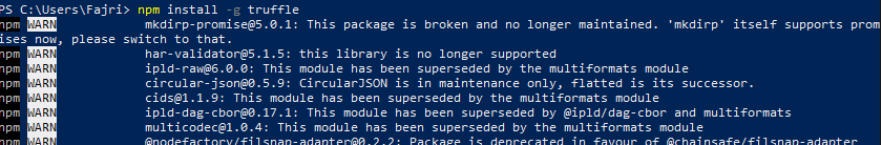 PS C:\Users\Fajri> npm install -g truffle
npm WARN mkdirp-promise@5.0.1: This package is broken and no longer maintained. 'mkdirp' itself supports prom
ises now, please switch to that.
npm WARN har-validator@5.1.5: this library is no longer supported
npm WARN ipld-raw@6.0.0: This module has been superseded by the multiformats module
npm WARN circular-json@0.5.9: CircularJSON is in maintenance only, flatted is its successor.
npm WARN cids@1.1.9: This module has been superseded by the multiformats module
npm WARN ipld-dag-cbor@0.17.1: This module has been superseded by @ipld/dag-cbor and multiformats
npm WARN multicodec@1.0.4: This module has been superseded by the multiformats module
npm WARN @nodefactory/filsnap-adapter@0.2.2: Package is deprecated in favour of @chainsafe/filsnap-adapter